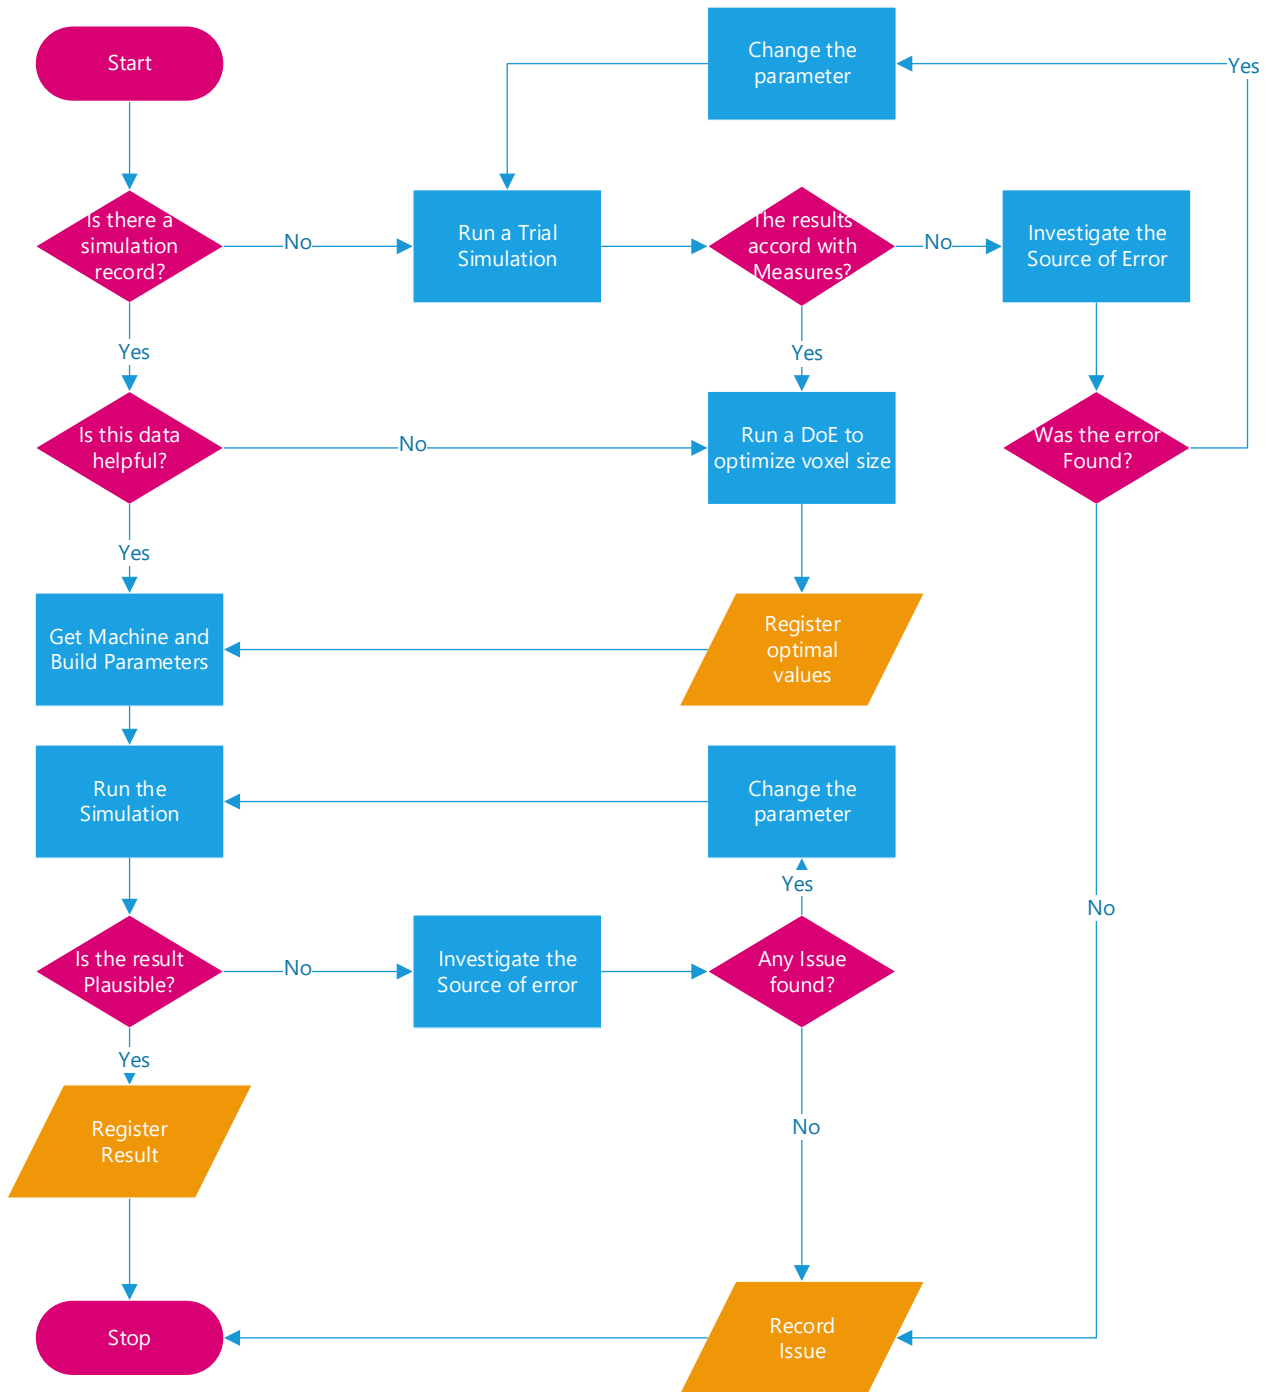 Start
Change the
parameter
Yes
Is there a
simulation
record?
No
Run a Trial
Simulation
The results
accord with
Measures?
No
Investigate the
Source of Error
Yes
Yes
Is this data
helpful?
No
Run a DoE to
optimize voxel size
Was the error
Found?
Yes
Get Machine and
Build Parameters
Register
optimal
values
Run the
Simulation
Change the
parameter
Yes
No
Is the result
Plausible?
No
Investigate the
Source of error
Any Issue
found?
Yes
Register
Result
No
Stop
Record
Issue